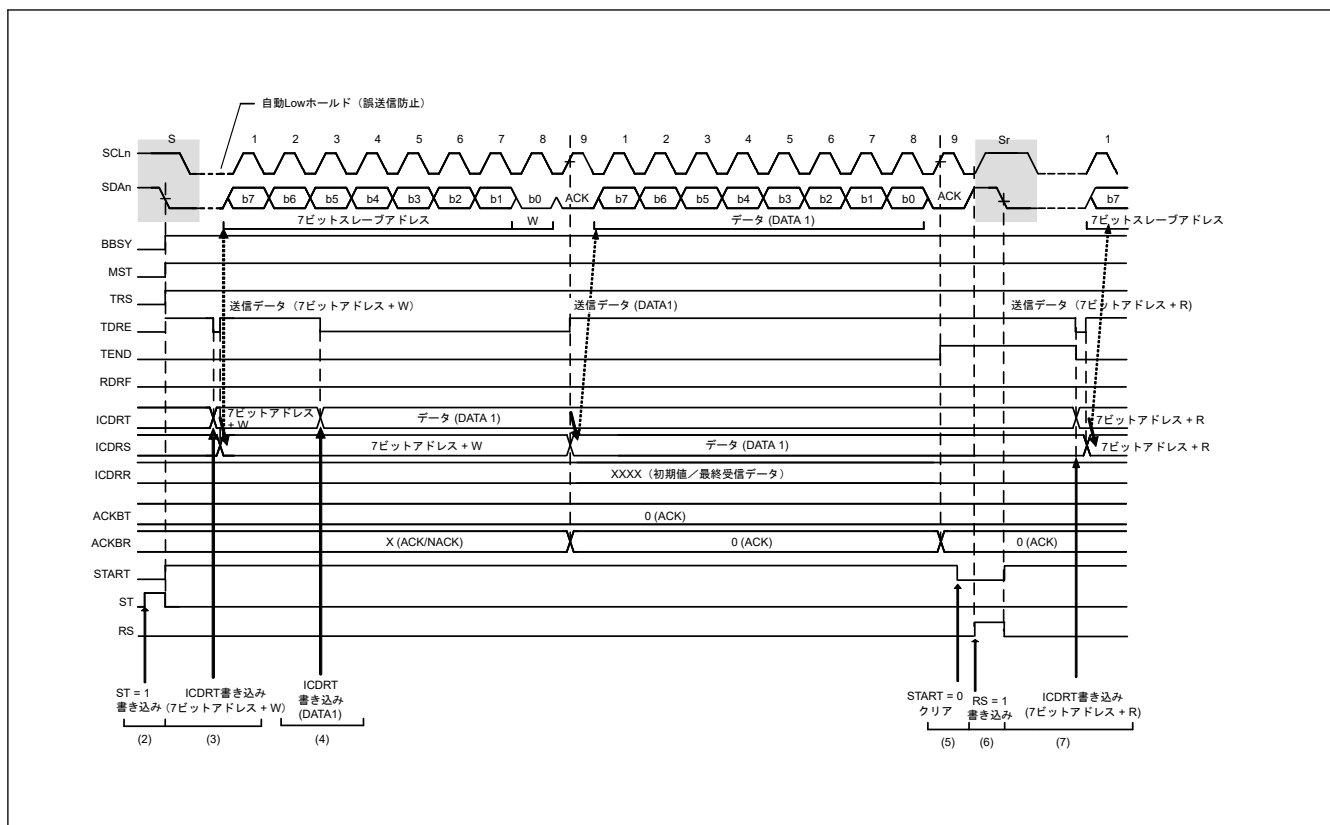 自動Lowホールド（誤送信防止）
S 1 2 3 4 5 6 7 8 9 1 2 3 4 5 6 7 8 9 Sr 1
SCLn
SDAn b7 b6 b5 b4 b3 b2 b1 b0 ACK b7 b6 b5 b4 b3 b2 b1 b0 ACK b7
7ビットスレーブアドレス W データ (DATA 1) 7ビットスレーブアドレス
BBSY
MST
TRS
送信データ（7ビットアドレス + W） 送信データ (DATA1) 送信データ（7ビットアドレス + R)
TDRE
TEND
RDRF
ICDRT 7ビットアドレス + W データ (DATA 1) 7ビットアドレス + R
ICDRS 7ビットアドレス + W データ (DATA 1) 7ビットアドレス + R
ICDRR XXXX（初期値／最終受信データ）
ACKBT 0 (ACK)
ACKBR X (ACK/NACK) 0 (ACK) 0 (ACK)
START
ST
RS
ST = 1
書き込み
ICDRT書き込み
（7ビットアドレス + W）
ICDRT
書き込み
(DATA1)
START = 0
クリア
RS = 1
書き込み
ICDRT書き込み
(7ビットアドレス + R)
(2) (3) (4) (5) (6) (7)